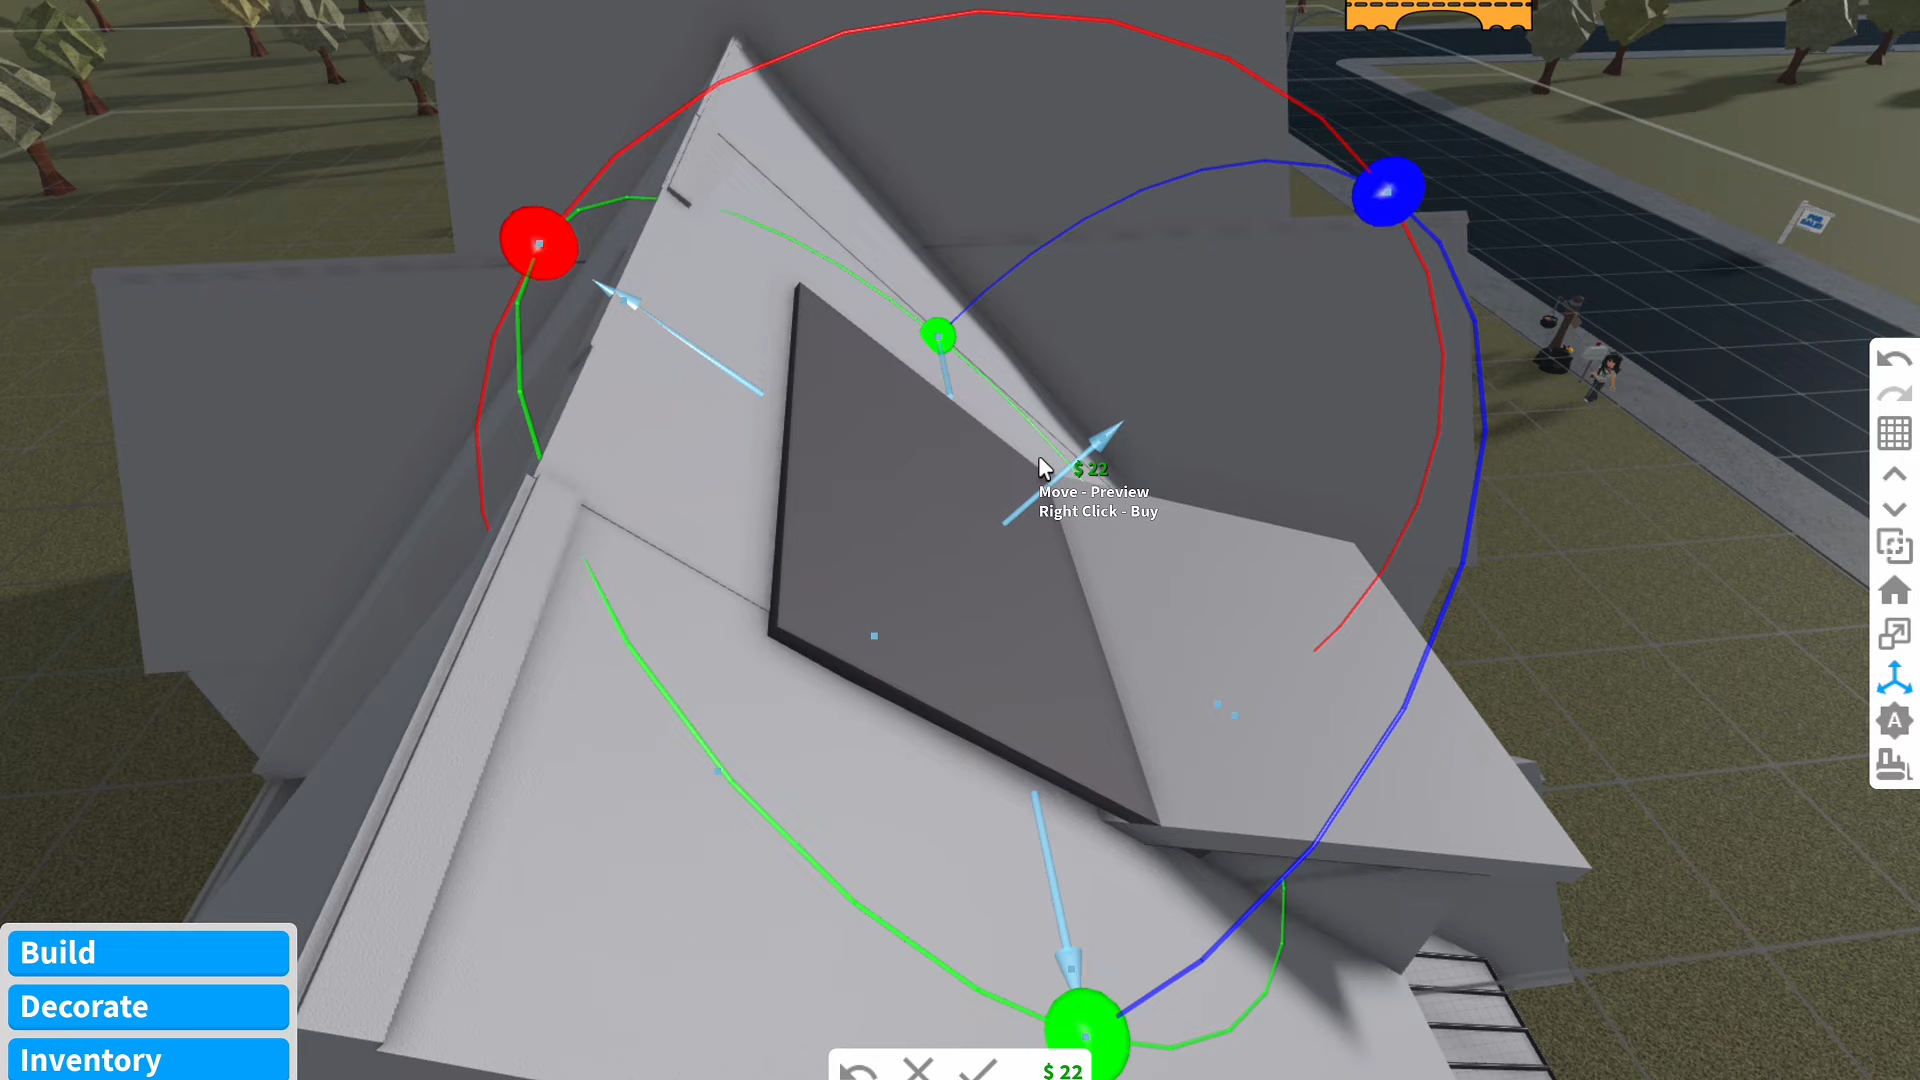 $ 22
Move - Preview
Right Click - Buy
A
Build
Decorate
Inventory
$ 22